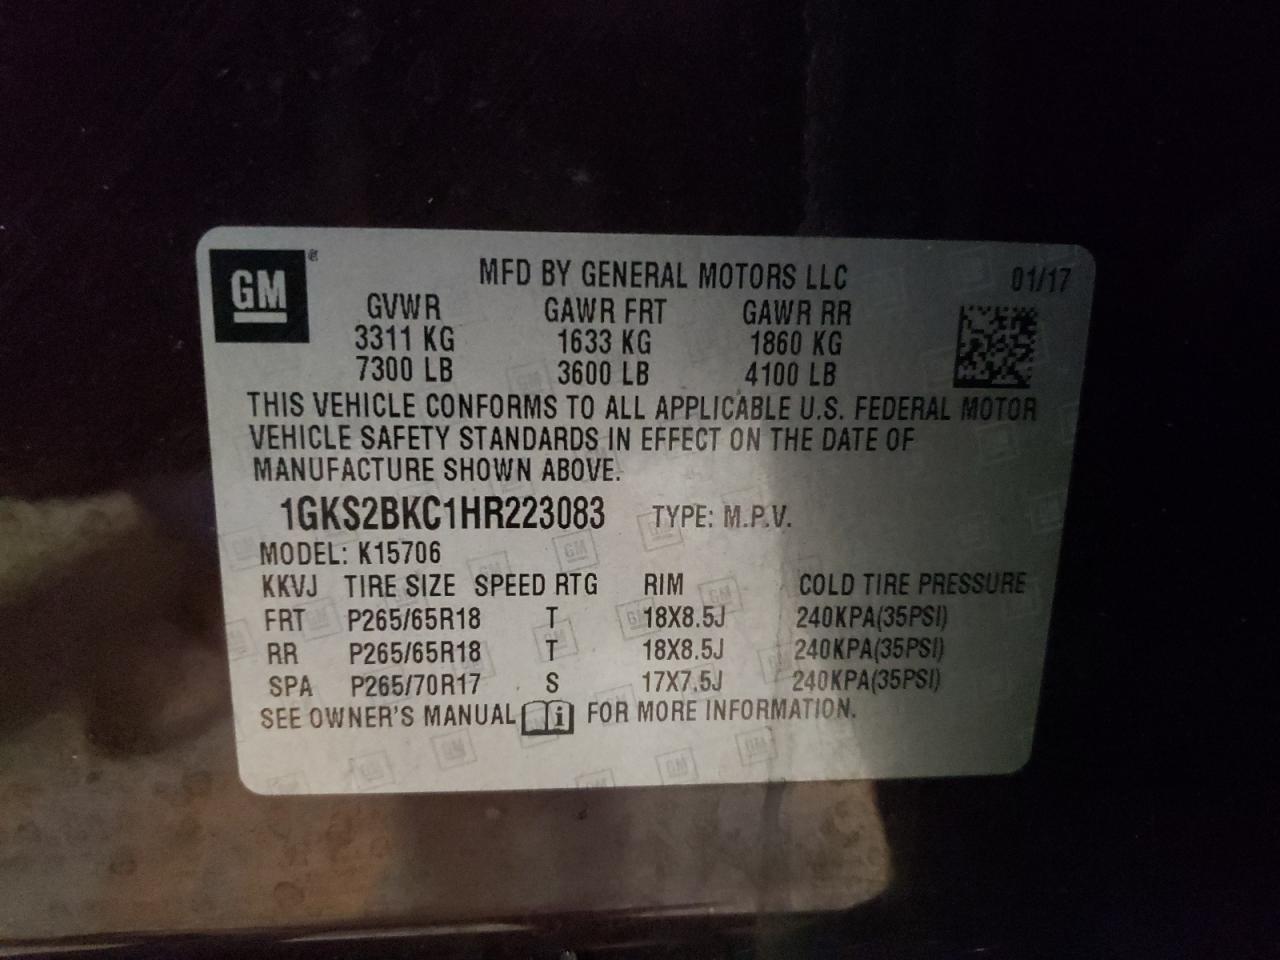 GM ®
MFD BY GENERAL MOTORS LLC 01/17
GVWR GAWR FRT GAWR RR
3311 KG 1633 KG 1860 KG
7300 LB 3600 LB 4100 LB
THIS VEHICLE CONFORMS TO ALL APPLICABLE U.S. FEDERAL MOTOR
VEHICLE SAFETY STANDARDS IN EFFECT ON THE DATE OF
MANUFACTURE SHOWN ABOVE.
1GKS2BKC1HR223083 TYPE: M.P.V.
MODEL: K15706
KKVJ TIRE SIZE SPEED RTG RIM COLD TIRE PRESSURE
FRT P265/65R18 T 18X8.5J 240KPA(35PSI)
RR P265/65R18 T 18X8.5J 240KPA(35PSI)
SPA P265/70R17 S 17X7.5J 240KPA(35PSI)
SEE OWNER'S MANUAL i FOR MORE INFORMATION.